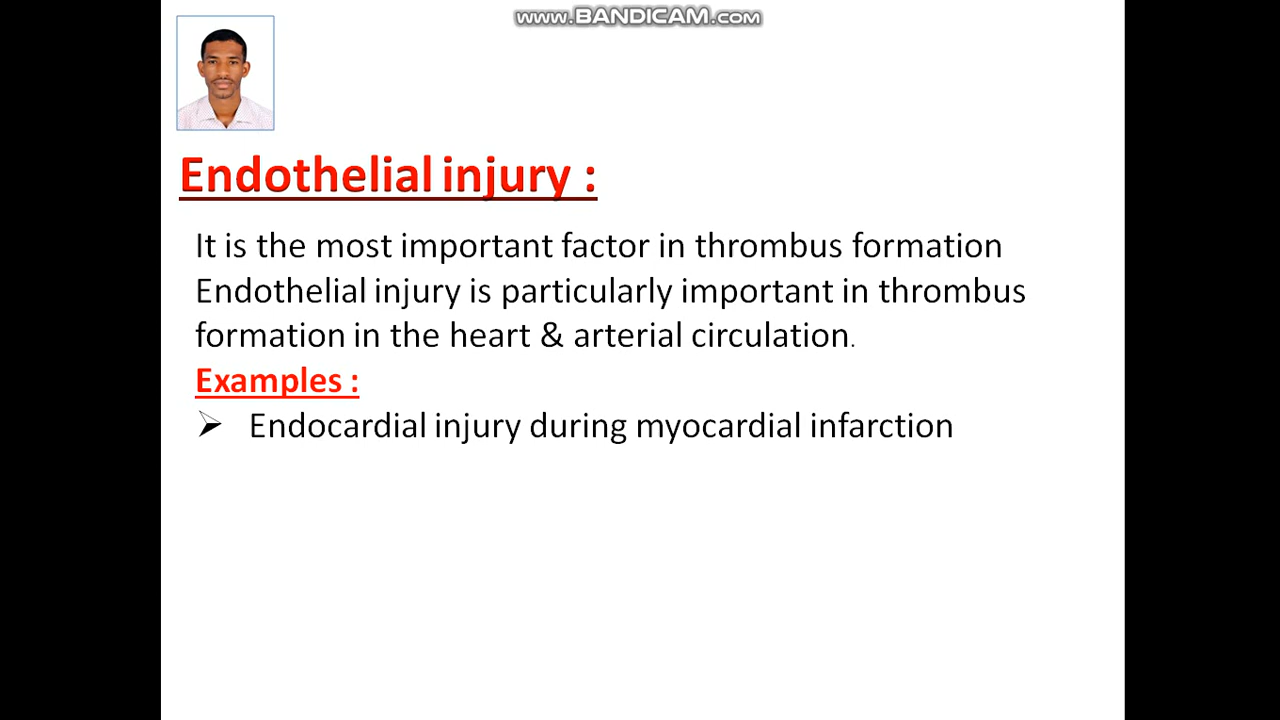 www.BANDICAM.com
Endothelial injury :
It is the most important factor in thrombus formation
Endothelial injury is particularly important in thrombus
formation in the heart & arterial circulation.
Examples :
➢ Endocardial injury during myocardial infarction